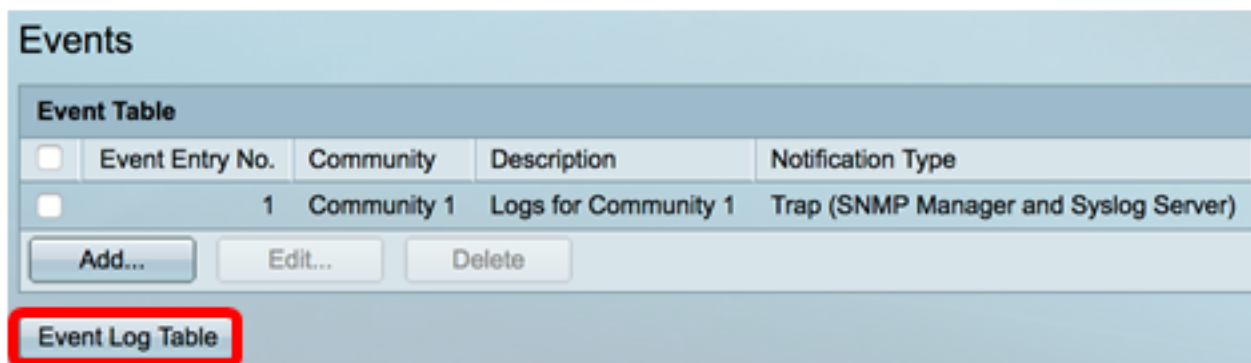 Events
Event Table
Event Entry No. Community Description Notification Type
1 Community 1 Logs for Community 1 Trap (SNMP Manager and Syslog Server)
Add... Edit... Delete
Event Log Table